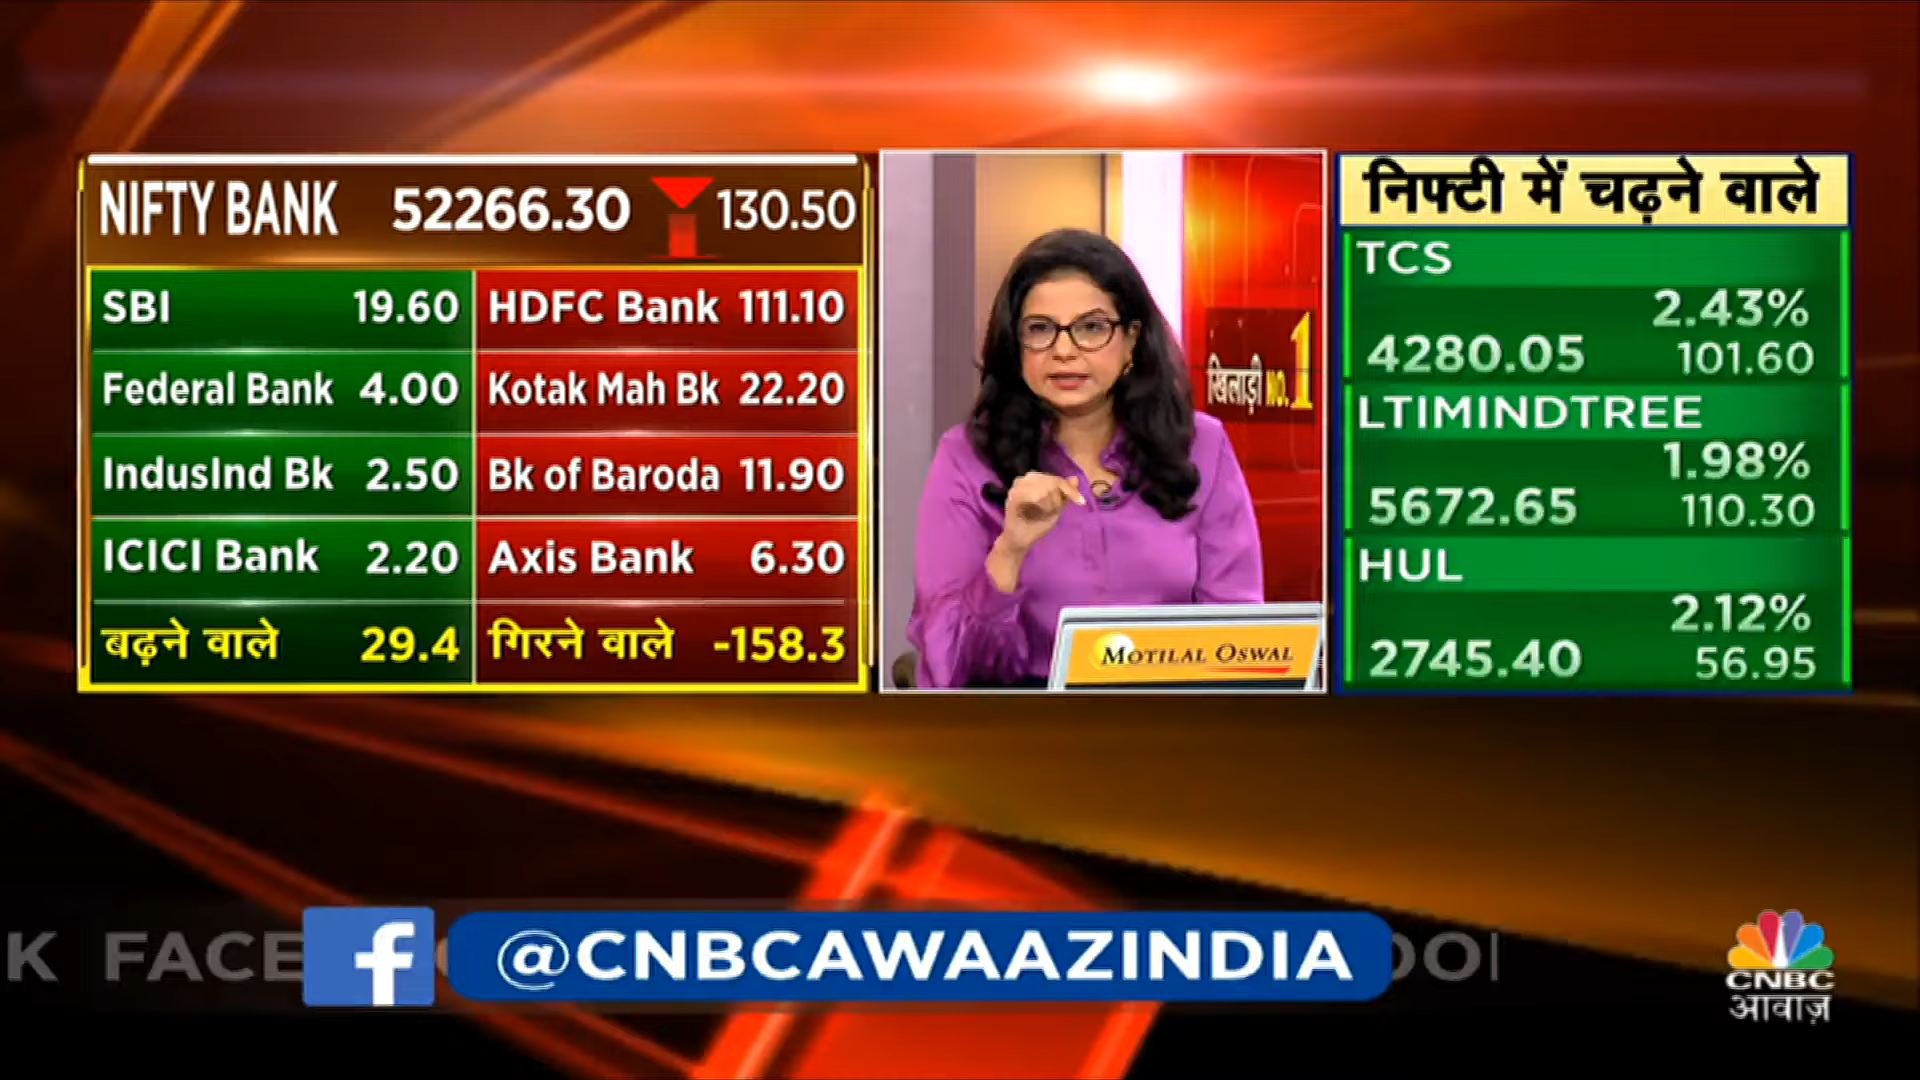 NIFTY BANK 52266.30 130.50
SBI 19.60 HDFC Bank 111.10
Federal Bank 4.00 Kotak Mah Bk 22.20
IndusInd Bk 2.50 Bk of Baroda 11.90
ICICI Bank 2.20 Axis Bank 6.30
बढ़ने वाले 29.4 गिरने वाले -158.3
खिलाड़ी NO. 1
MOTILAL OSWAL
निफ्टी में चढ़ने वाले
TCS
2.43%
4280.05 101.60
LTIMINDTREE
1.98%
5672.65 110.30
HUL
2.12%
2745.40 56.95
K FACE f @CNBCAWAAZINDIA OO
CNBC
आवाज़